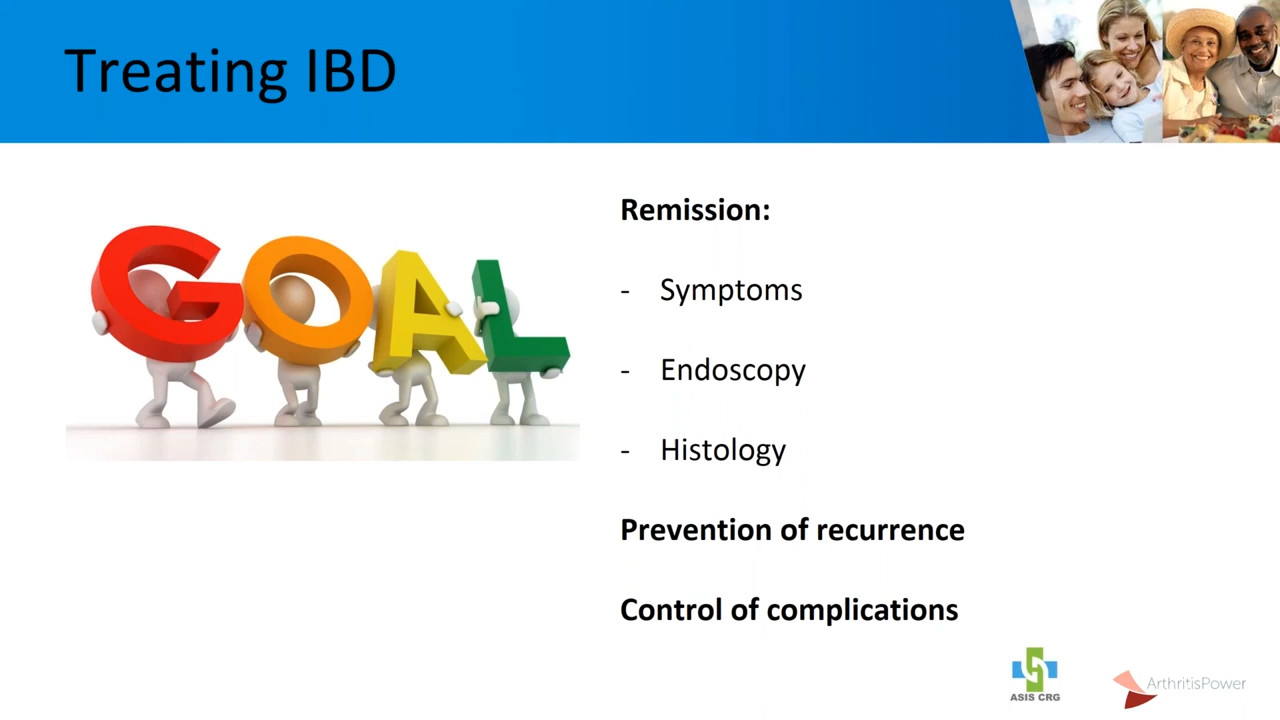 Treating IBD
GOAL
Remission:
- Symptoms
- Endoscopy
- Histology
Prevention of recurrence
Control of complications
ASIS CRG
ArthritisPower